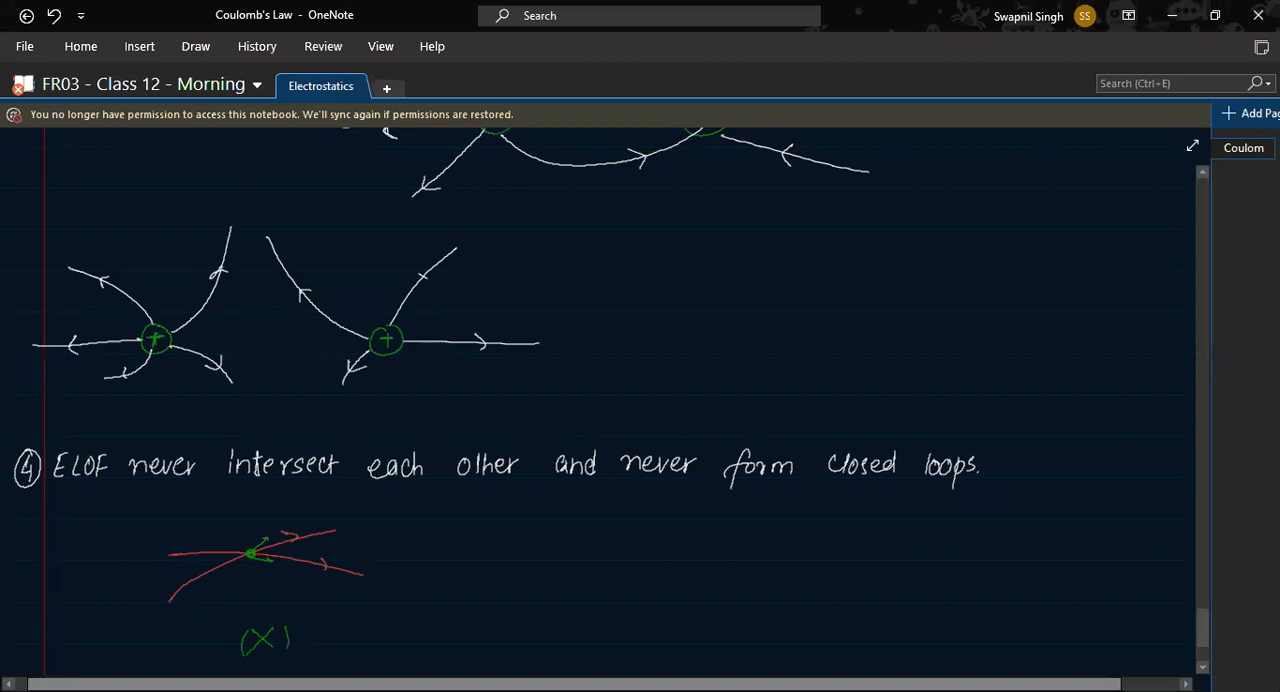 Coulomb's Law - OneNote
Search
Swapnil Singh
SS
File Home Insert Draw History Review View Help
FR03 - Class 12 - Morning
Electrostatics
+
Search (Ctrl+E)
You no longer have permission to access this notebook. We'll sync again if permissions are restored.
+ Add Pag
Coulom
+ +
④ ELOF never intersect each other and never form closed loops.
(X)